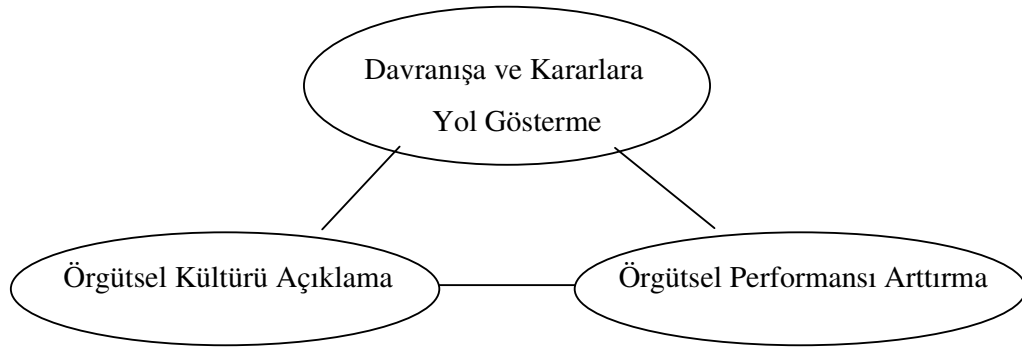 Davranışa ve Kararlara
Yol Gösterme
Örgütsel Kültürü Açıklama
Örgütsel Performansı Arttırma